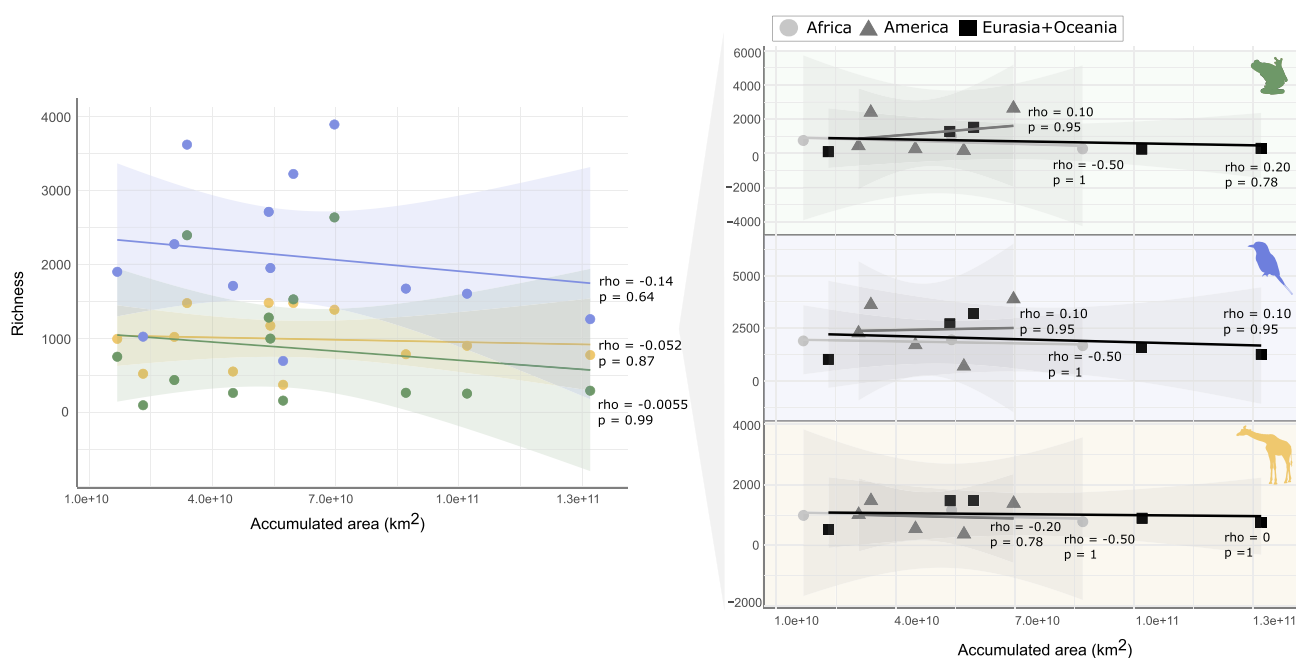 Africa America Eurasia+Oceania
Richness
4000
3000
2000
1000
0
1.0e+10 4.0e+10 7.0e+10 1.0e+11 1.3e+11
Accumulated area (km2)
rho = -0.14
p = 0.64
rho = -0.052
p = 0.87
rho = -0.0055
p = 0.99
6000
4000
2000
0
−2000
−4000
rho = 0.10
p = 0.95
rho = -0.50
p = 1
rho = 0.20
p = 0.78
5000
2500
0
rho = 0.10
p = 0.95
rho = -0.50
p = 1
rho = 0.10
p = 0.95
4000
2000
0
−2000
rho = -0.20
p = 0.78
rho = -0.50
p = 1
rho = 0
p =1
1.0e+10 4.0e+10 7.0e+10 1.0e+11 1.3e+11
Accumulated area (km2)